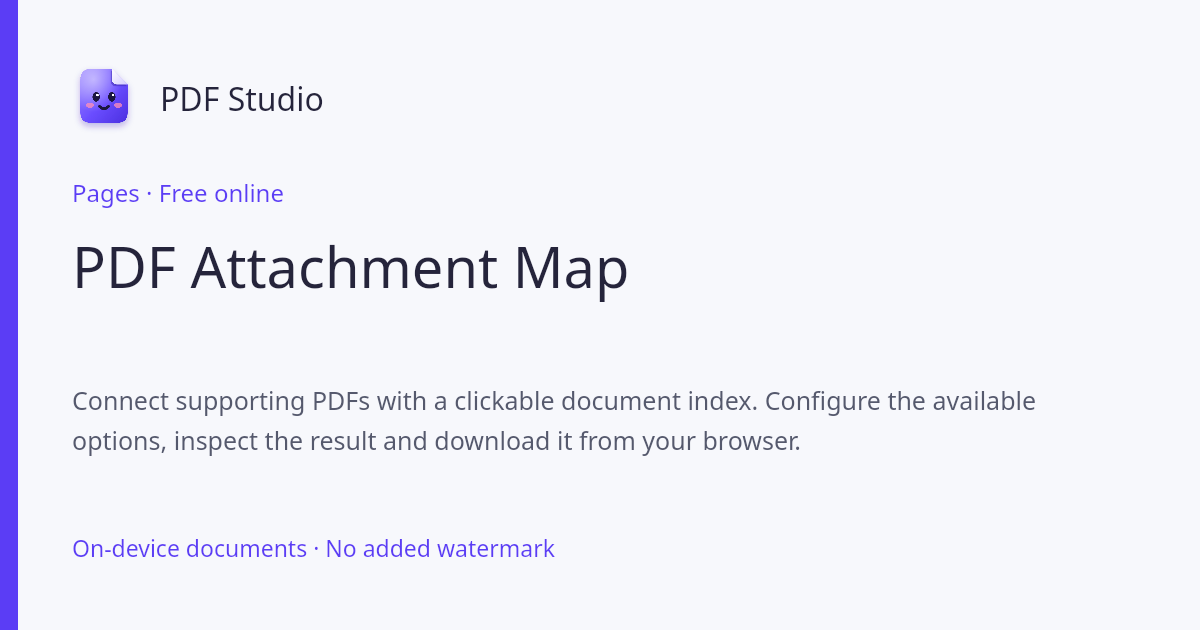 PDF Studio
Pages · Free online
PDF Attachment Map
Connect supporting PDFs with a clickable document index. Configure the available
options, inspect the result and download it from your browser.
On-device documents · No added watermark